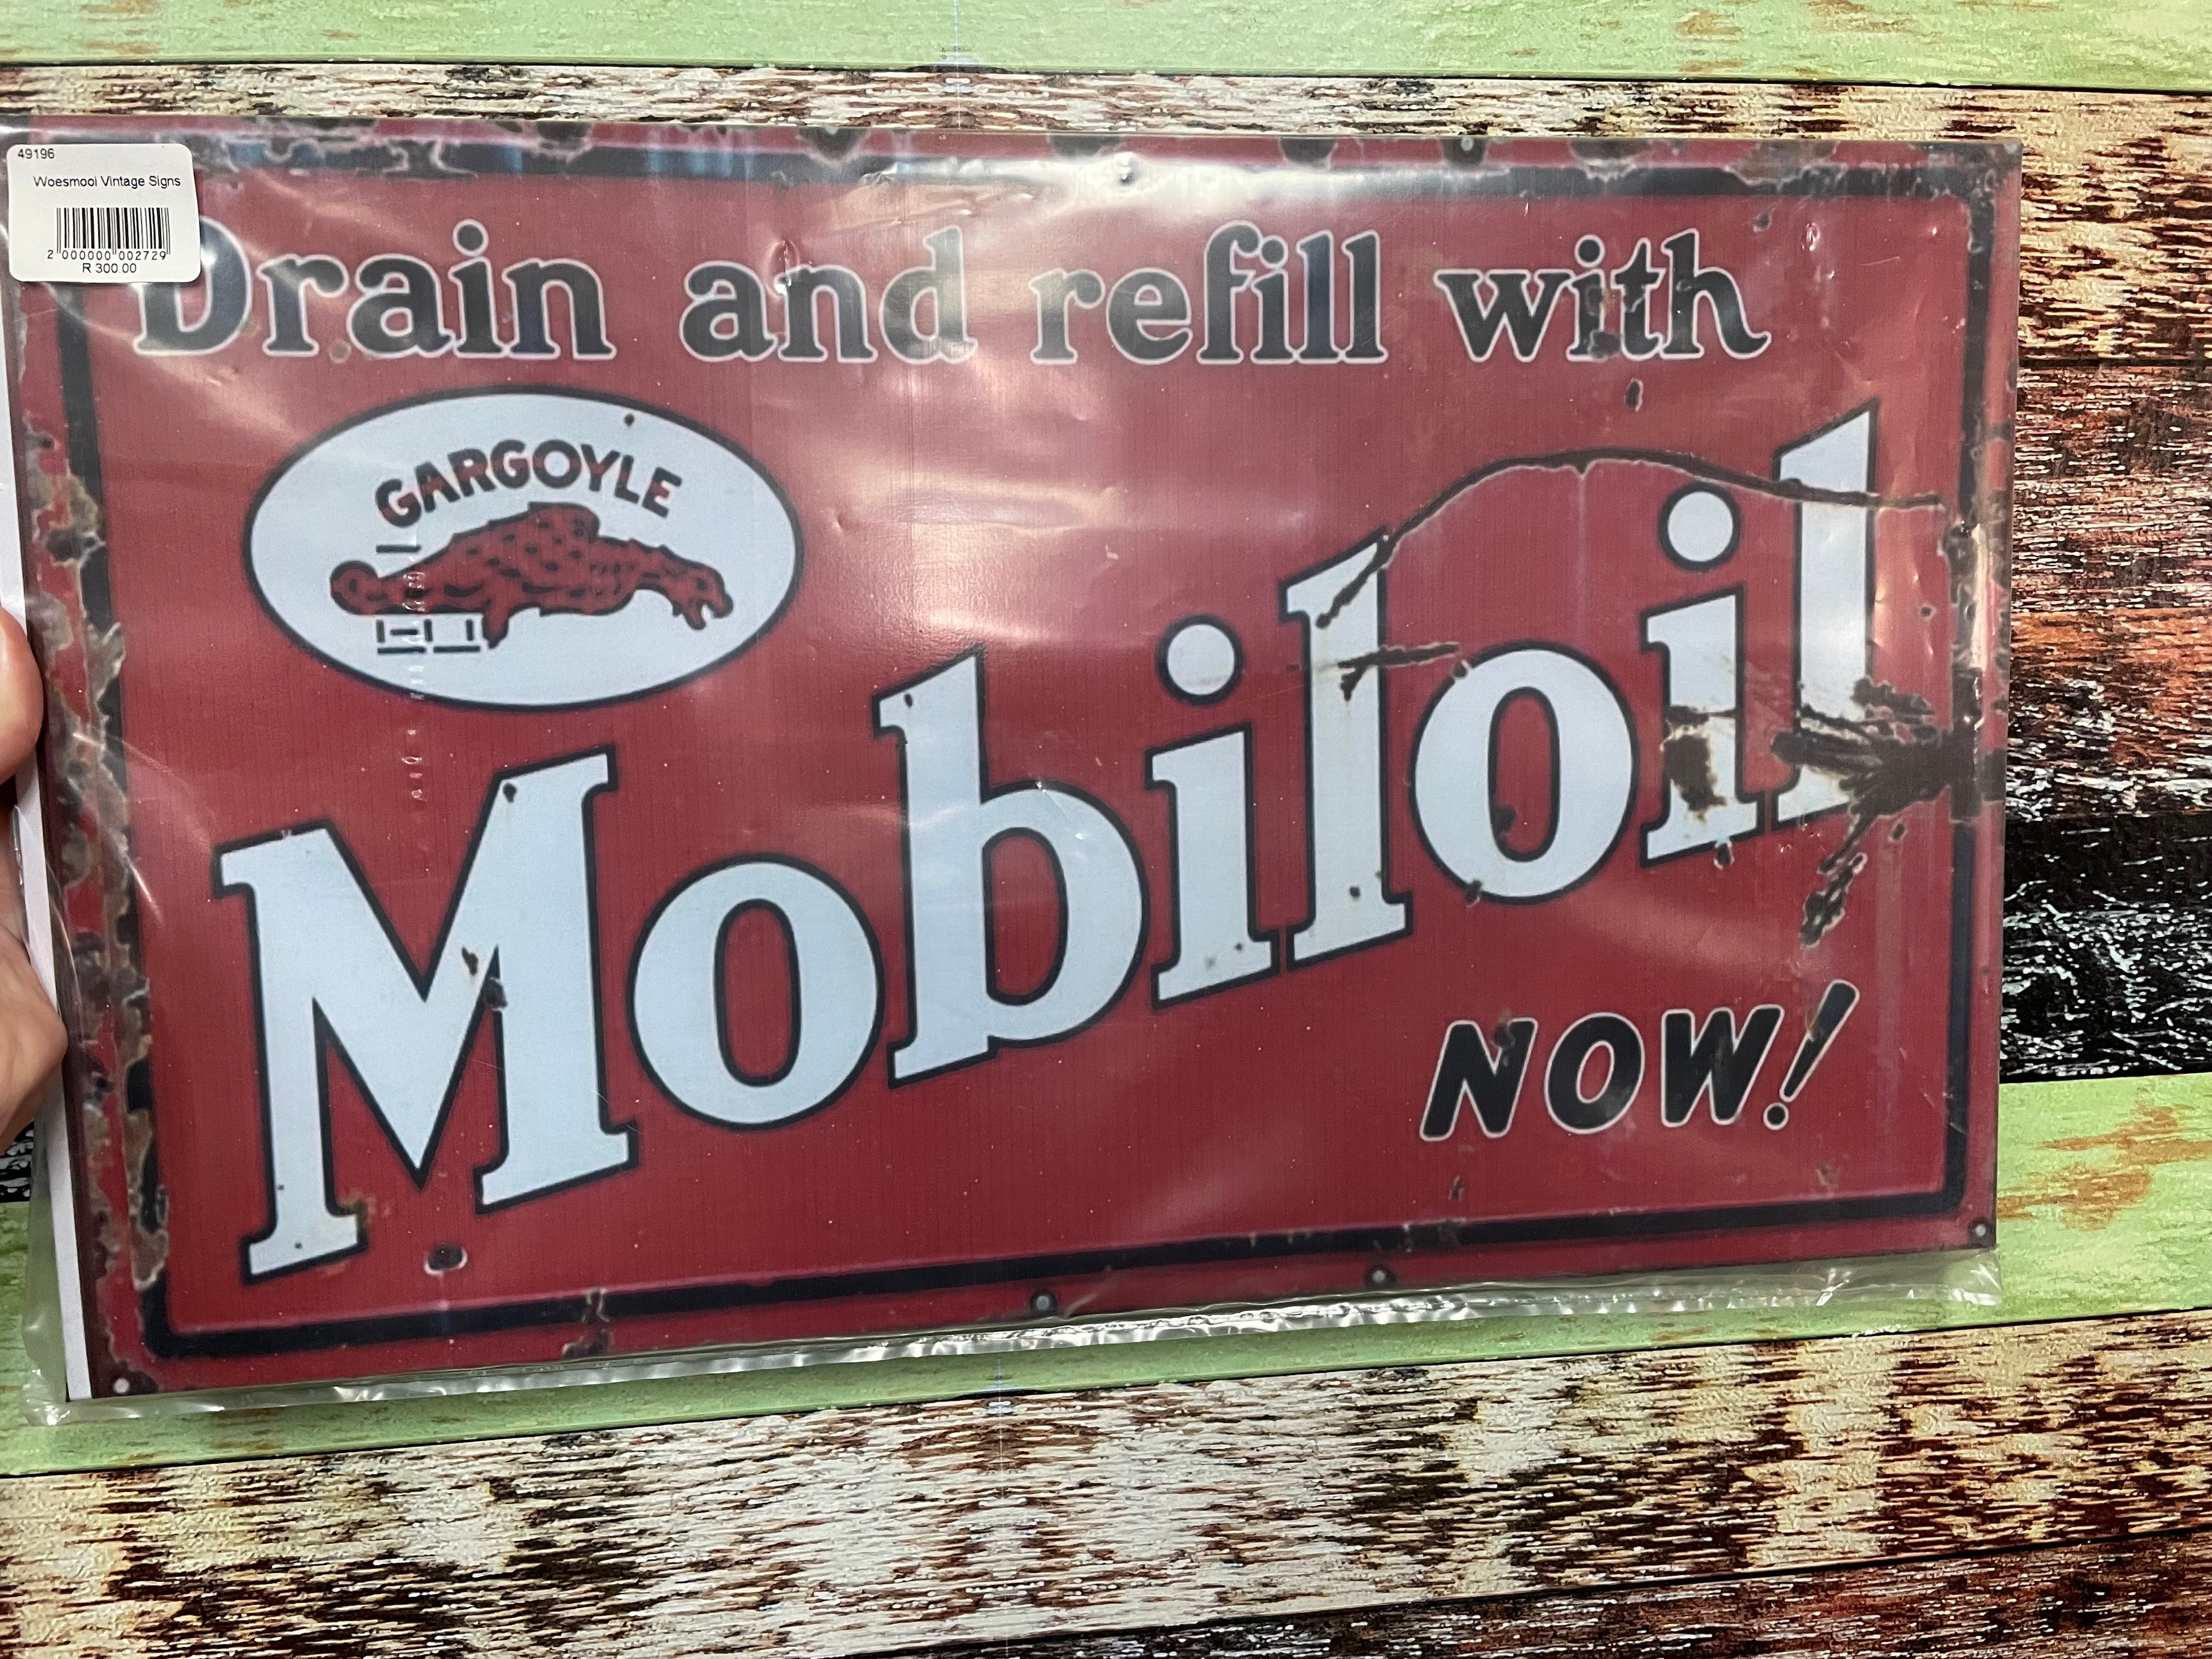 49196
Woesmooi Vintage Signs
2 000000 002729
R 300.00
Drain and refill with
GARGOYLE
Mobiloil
NOW!